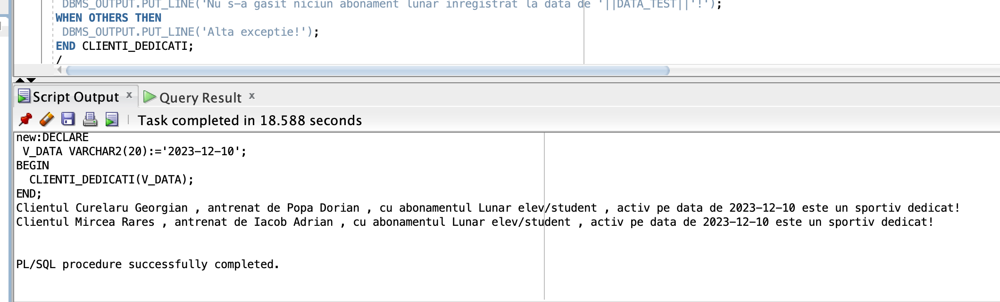 DBMS_OUTPUT.PUT_LINE('Nu s-a gasit niciun abonament lunar inregistrat la data de '||DATA_TEST||'!');
WHEN OTHERS THEN
DBMS_OUTPUT.PUT_LINE('Alta exceptie!');
END CLIENTI_DEDICATI;
/
Script Output x Query Result x
Task completed in 18.588 seconds
new:DECLARE
V_DATA VARCHAR2(20):='2023-12-10';
BEGIN
CLIENTI_DEDICATI(V_DATA);
END;
Clientul Curelaru Georgian , antrenat de Popa Dorian , cu abonamentul Lunar elev/student , activ pe data de 2023-12-10 este un sportiv dedicat!
Clientul Mircea Rares , antrenat de Iacob Adrian , cu abonamentul Lunar elev/student , activ pe data de 2023-12-10 este un sportiv dedicat!
PL/SQL procedure successfully completed.